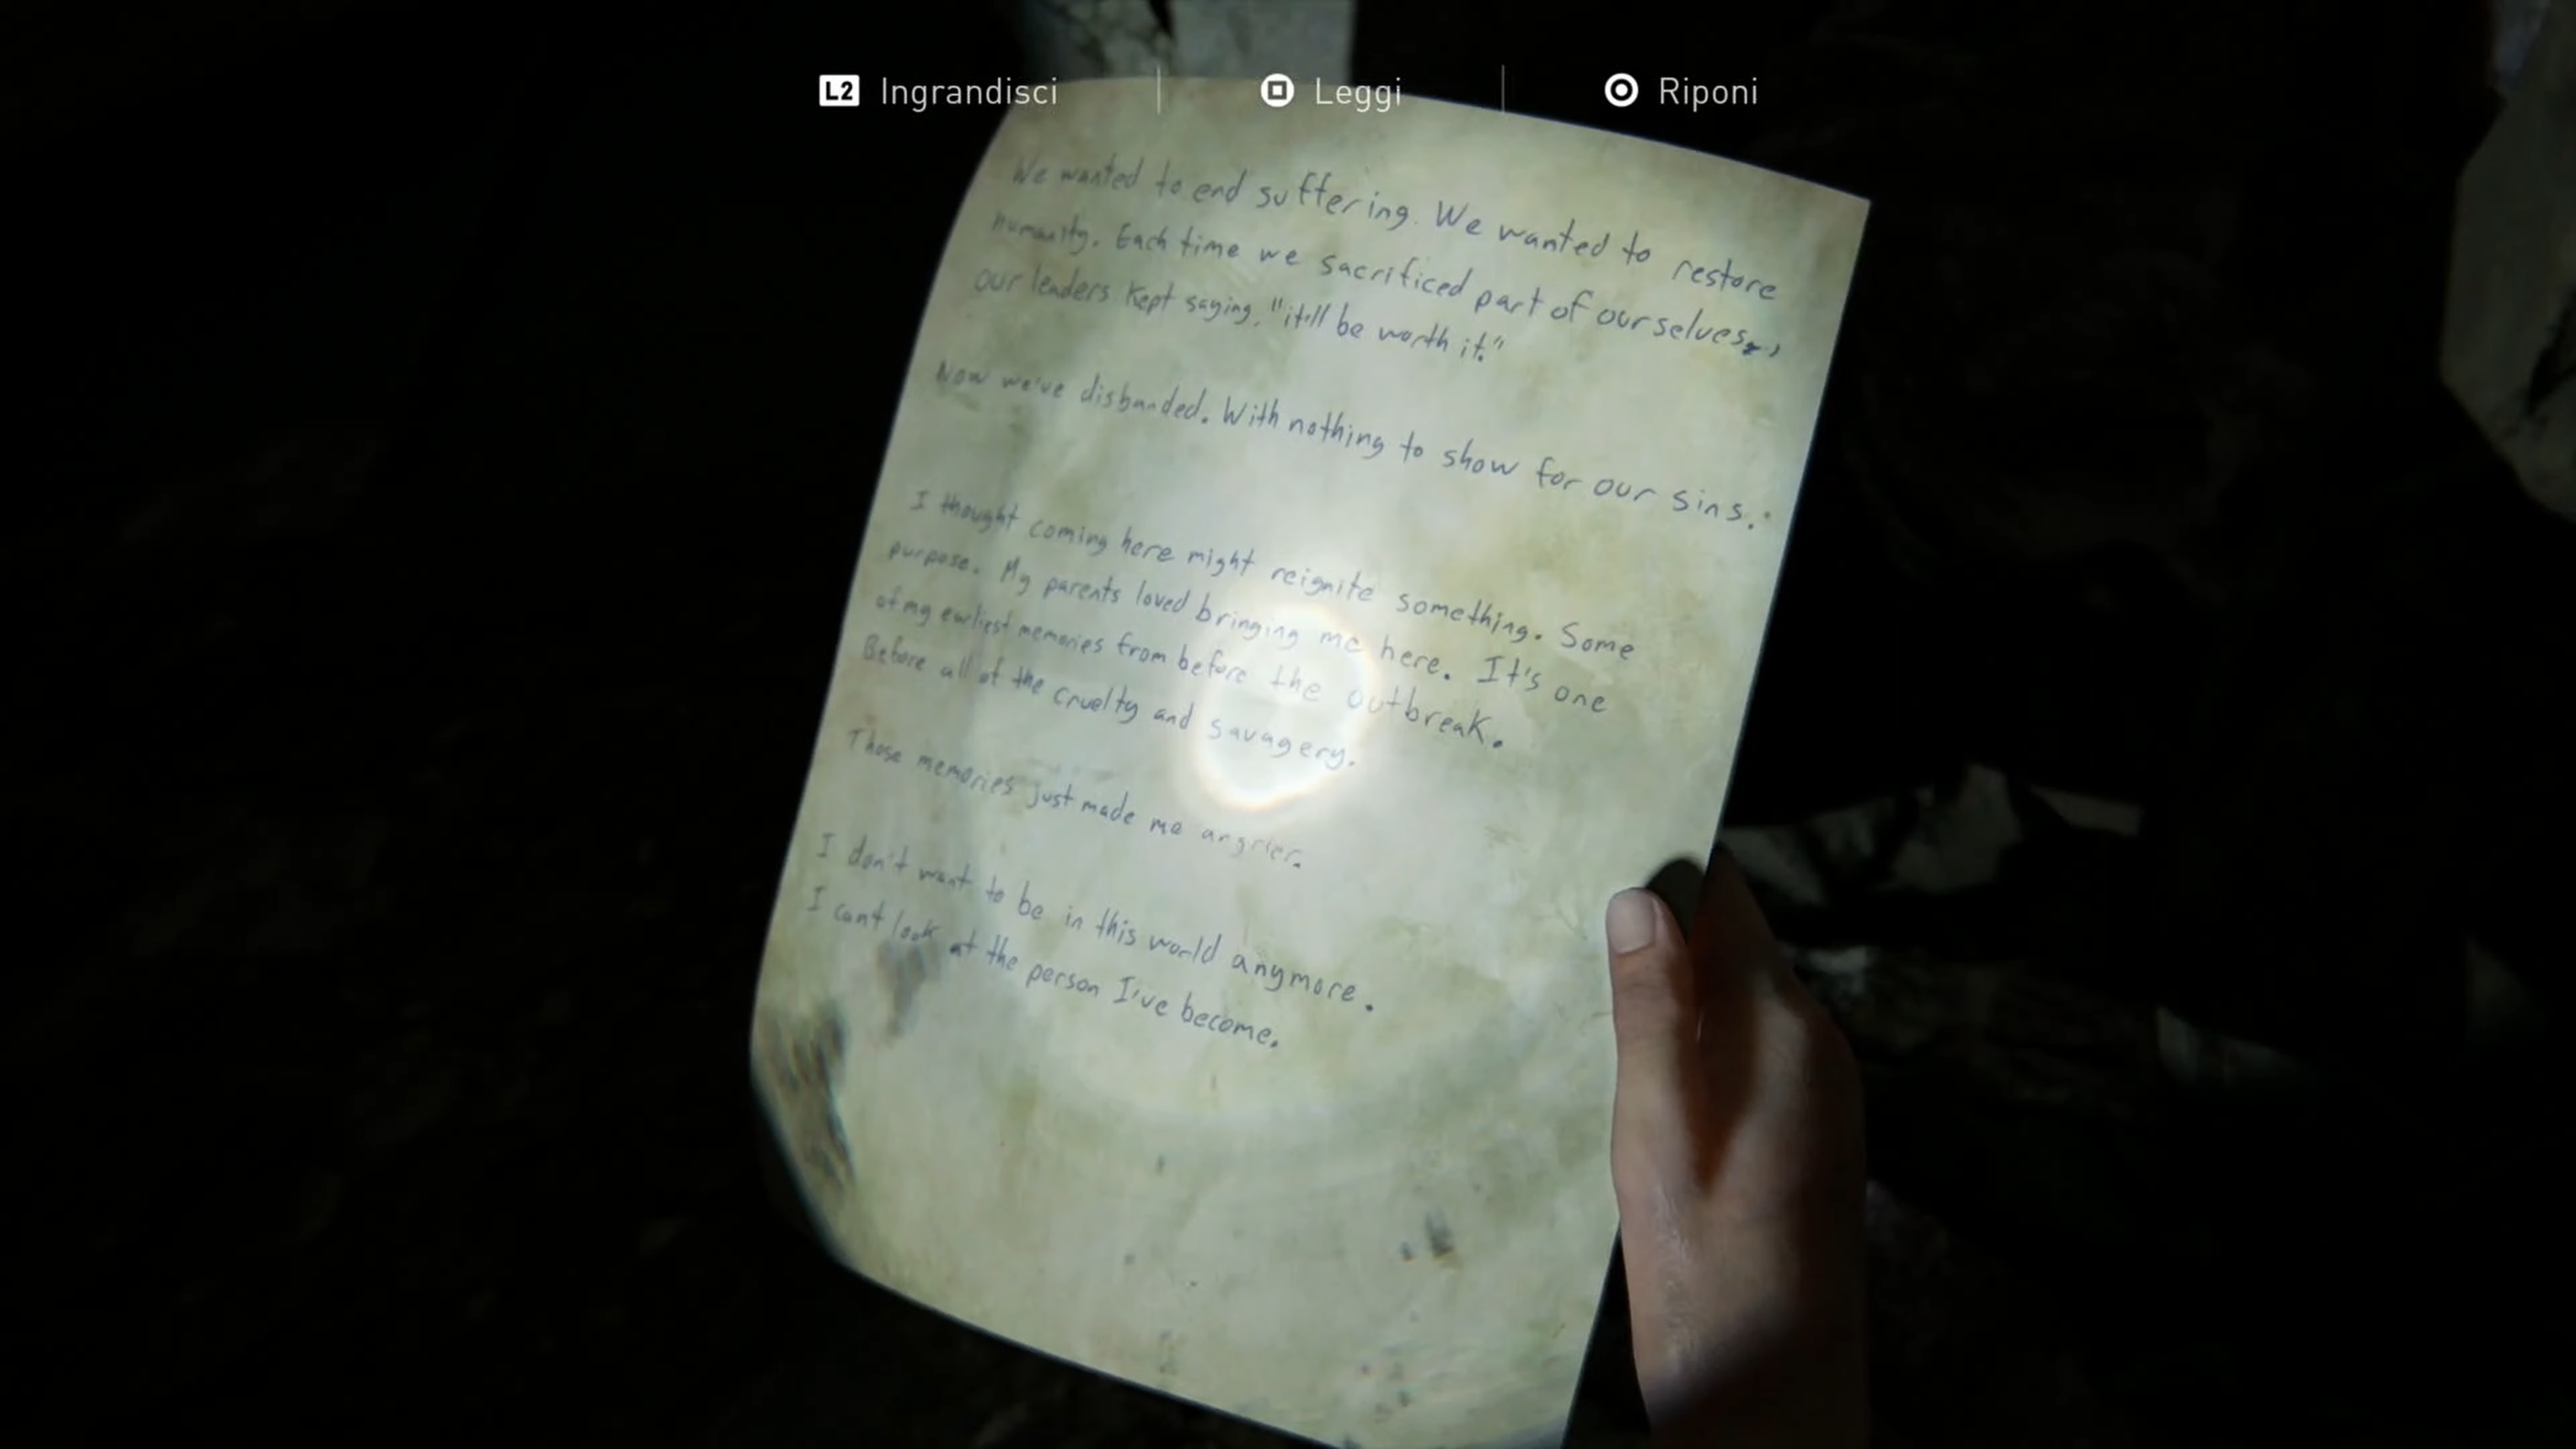 L2 Ingrandisci Leggi Riponi
We wanted to end suffering. We wanted to restore
humanity. Each time we sacrificed part of ourselves,
our leaders kept saying, "it'll be worth it."
Now we've disbanded. With nothing to show for our sins.
I thought coming here might reignite something. Some
purpose. My parents loved bringing me here. It's one
of my earliest memories from before the outbreak.
Before all of the cruelty and savagery.
Those memories just made me angrier.
I don't want to be in this world anymore.
I can't look at the person I've become.